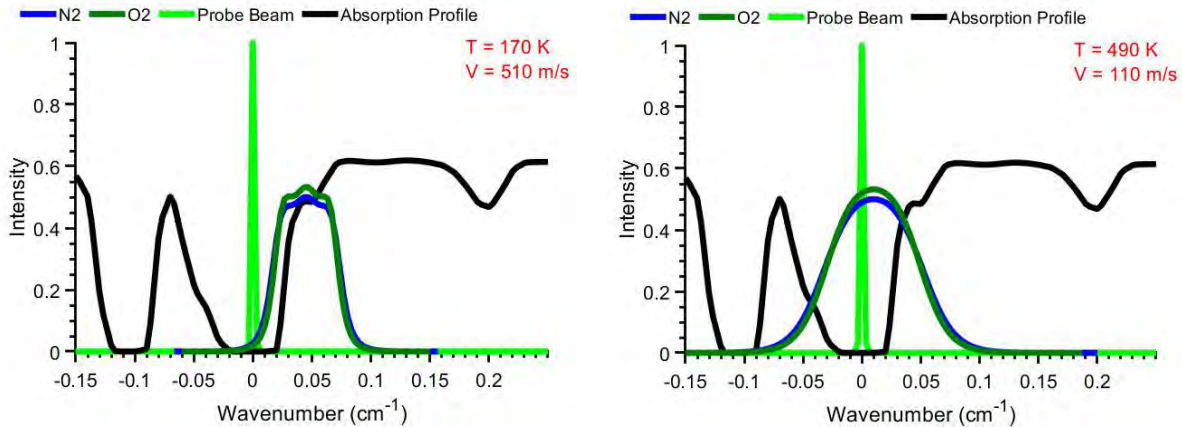 N2 O2 Probe Beam Absorption Profile
T = 170 K
V = 510 m/s
1
0.8
0.6
0.4
0.2
0
Intensity
-0.15 -0.1 -0.05 0 0.05 0.1 0.15 0.2
Wavenumber (cm-1)
N2 O2 Probe Beam Absorption Profile
T = 490 K
V = 110 m/s
1
0.8
0.6
0.4
0.2
0
Intensity
-0.15 -0.1 -0.05 0 0.05 0.1 0.15 0.2
Wavenumber (cm-1)